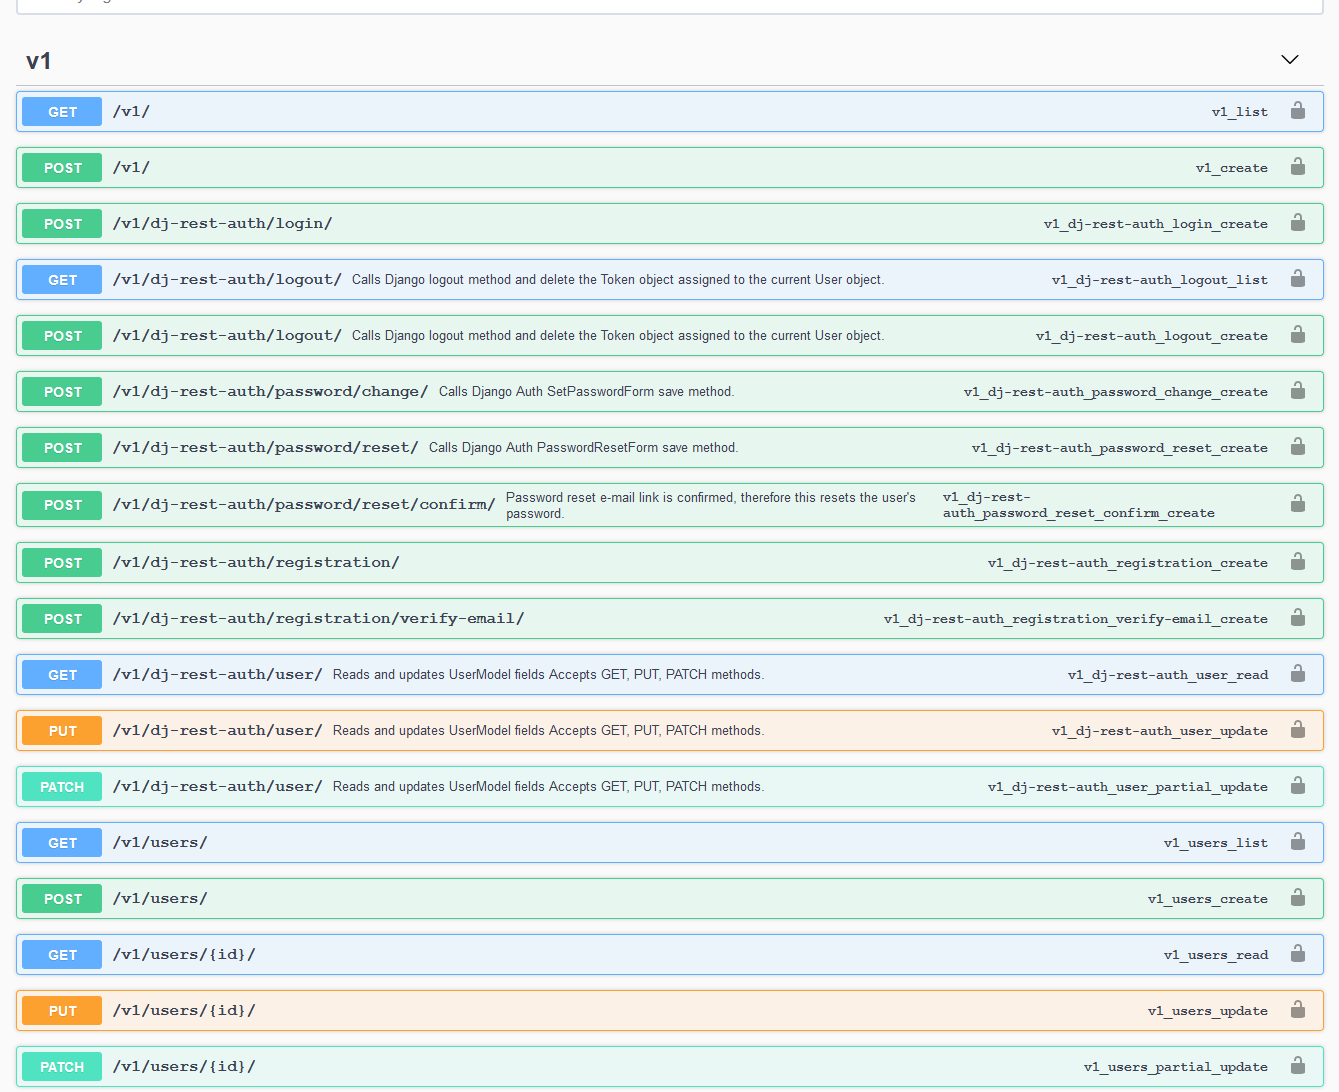 v1
GET /v1/ v1_list
POST /v1/ v1_create
POST /v1/dj-rest-auth/login/ v1_dj-rest-auth_login_create
GET /v1/dj-rest-auth/logout/ Calls Django logout method and delete the Token object assigned to the current User object. v1_dj-rest-auth_logout_list
POST /v1/dj-rest-auth/logout/ Calls Django logout method and delete the Token object assigned to the current User object. v1_dj-rest-auth_logout_create
POST /v1/dj-rest-auth/password/change/ Calls Django Auth SetPasswordForm save method. v1_dj-rest-auth_password_change_create
POST /v1/dj-rest-auth/password/reset/ Calls Django Auth PasswordResetForm save method. v1_dj-rest-auth_password_reset_create
POST /v1/dj-rest-auth/password/reset/confirm/ Password reset e-mail link is confirmed, therefore this resets the user's
password.
v1_dj-rest-
auth_password_reset_confirm_create
POST /v1/dj-rest-auth/registration/ v1_dj-rest-auth_registration_create
POST /v1/dj-rest-auth/registration/verify-email/ v1_dj-rest-auth_registration_verify-email_create
GET /v1/dj-rest-auth/user/ Reads and updates UserModel fields Accepts GET, PUT, PATCH methods. v1_dj-rest-auth_user_read
PUT /v1/dj-rest-auth/user/ Reads and updates UserModel fields Accepts GET, PUT, PATCH methods. v1_dj-rest-auth_user_update
PATCH /v1/dj-rest-auth/user/ Reads and updates UserModel fields Accepts GET, PUT, PATCH methods. v1_dj-rest-auth_user_partial_update
GET /v1/users/ v1_users_list
POST /v1/users/ v1_users_create
GET /v1/users/{id}/ v1_users_read
PUT /v1/users/{id}/ v1_users_update
PATCH /v1/users/{id}/ v1_users_partial_update